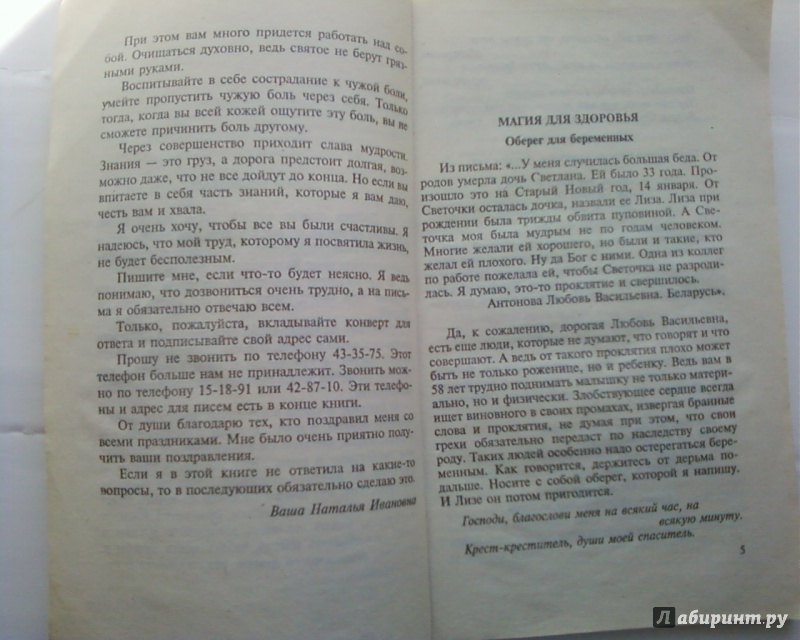 При этом вам много придется работать над со-
бой. Очищаться духовно, ведь святое не берут гряз-
ными руками.
Воспитывайте в себе сострадание к чужой боли,
умейте пропустить чужую боль через себя. Только
тогда, когда вы всей кожей ощутите эту боль, вы не
сможете причинить боль другому.
Через совершенство приходит слава мудрости.
Знания — это груз, а дорога предстоит долгая, воз-
можно даже, что не все дойдут до конца. Но если вы
впитаете в себя часть знаний, которые я вам даю,
честь вам и хвала.
Я очень хочу, чтобы все вы были счастливы. Я
надеюсь, что мой труд, которому я посвятила жизнь,
не будет бесполезным.
Пишите мне, если что-то будет неясно. Я ведь
понимаю, что дозвониться очень трудно, а на пись-
ма я обязательно отвечаю всем.
Только, пожалуйста, вкладывайте конверт для
ответа и подписывайте свой адрес сами.
Прошу не звонить по телефону 43-35-75. Этот
телефон больше нам не принадлежит. Звонить мож-
но по телефону 15-18-91 или 42-87-10. Эти телефо-
ны и адрес для писем есть в конце книги.
От души благодарю тех, кто поздравил меня со
всеми праздниками. Мне было очень приятно полу-
чить ваши поздравления.
Если я в этой книге не ответила на какие-то
вопросы, то в последующих обязательно сделаю это.
Ваша Наталья Ивановна
МАГИЯ ДЛЯ ЗДОРОВЬЯ
Оберег для беременных
Из письма: «...У меня случилась большая беда. От
родов умерла дочь Светлана. Ей было 33 года. Про-
изошло это на Старый Новый год, 14 января. От
Светочки осталась дочка, назвали ее Лиза. Лиза при
рождении была трижды обвита пуповиной. А Све-
точка моя была мудрым не по годам человеком.
Многие желали ей хорошего, но были и такие, кто
желал ей плохого. Ну да Бог с ними. Одна из коллег
по работе пожелала ей, чтобы Светочка не разроди-
лась. Я думаю, это-то проклятие и свершилось.
Антонова Любовь Васильевна. Беларусь».
Да, к сожалению, дорогая Любовь Васильевна,
есть еще люди, которые не думают, что говорят и что
совершают. А ведь от такого проклятия плохо может
быть не только роженице, но и ребенку. Ведь вам в
58 лет трудно поднимать малышку не только матери-
ально, но и физически. Злобствующее сердце всегда
ищет виновного в своих промахах, извергая бранные
слова и проклятия, не думая при этом, что свои
грехи обязательно передаст по наследству своему
роду. Таких людей особенно надо остерегаться бере-
менным. Как говорится, держитесь от дерьма по-
дальше. Носите с собой оберег, которой я напишу.
И Лизе он потом пригодится.
Господи, благослови меня на всякий час, на
всякую минуту.
Крест-креститель, души моей спаситель.
5
Лабиринт.ру